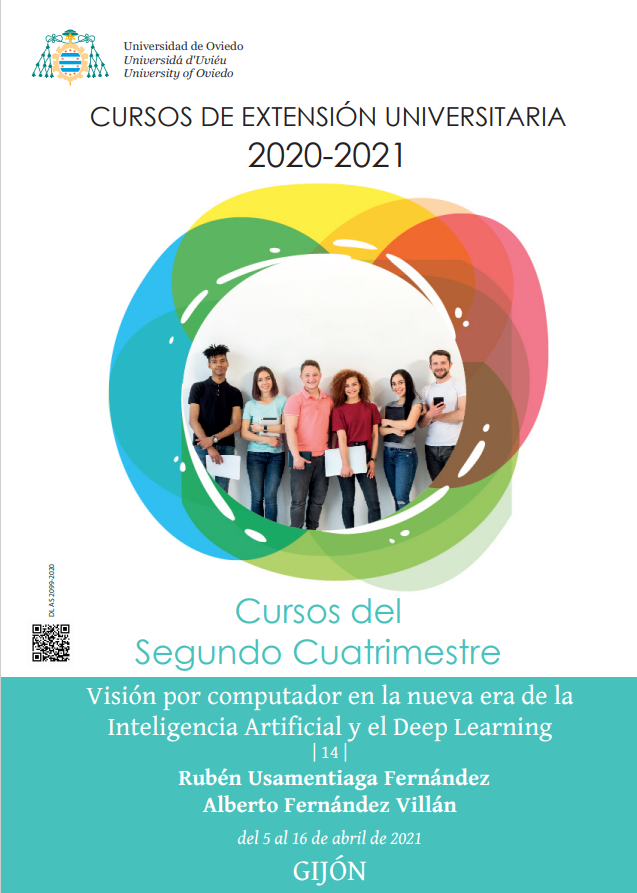 Universidad de Oviedo
Universidá d'Uviéu
University of Oviedo
CURSOS DE EXTENSIÓN UNIVERSITARIA
2020-2021
DL AS 2099-2020
Cursos del
Segundo Cuatrimestre
Visión por computador en la nueva era de la
Inteligencia Artificial y el Deep Learning
| 14 |
Rubén Usamentiaga Fernández
Alberto Fernández Villán
del 5 al 16 de abril de 2021
GIJÓN